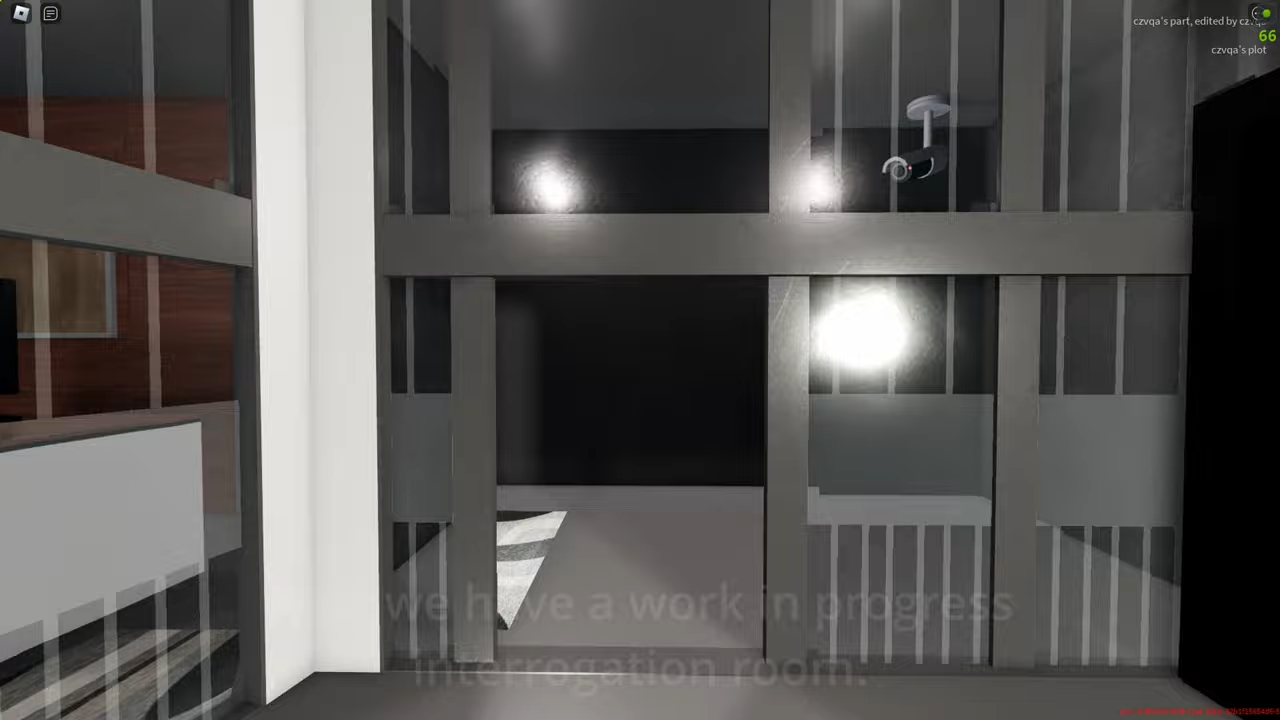 czvqa's part, edited by
66
czvqa's plot
we have a work in progress
interrogation room.